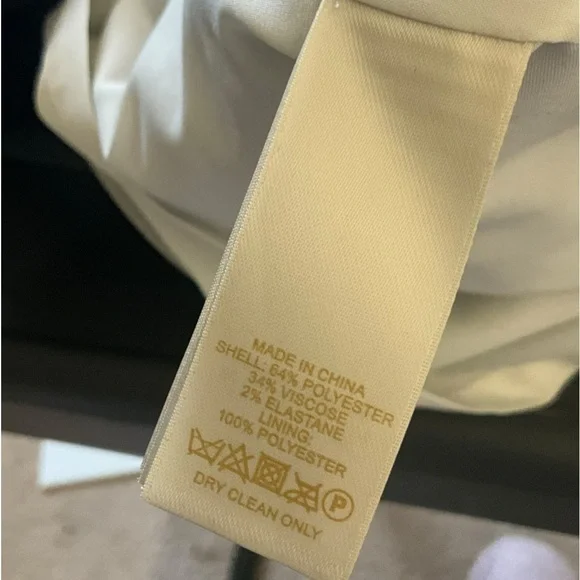 MADE IN CHINA
SHELL: 64% POLYESTER
34% VISCOSE
2% ELASTANE
LINING:
100% POLYESTER
P
DRY CLEAN ONLY